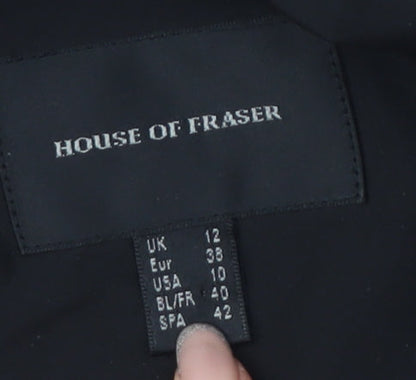 HOUSE OF FRASER
UK 12
Eur 38
USA 10
BL/FR 40
SPA 42